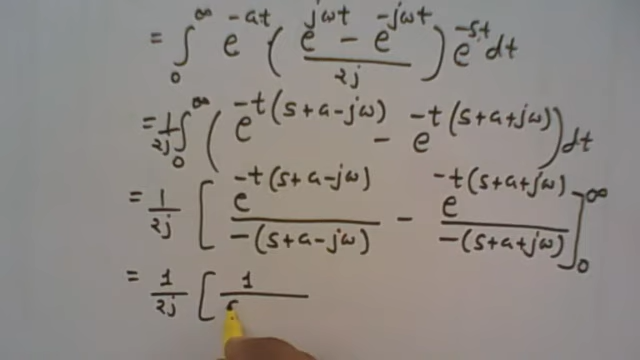 = ∫₀^∞ e^{-at} ( (e^{jωt} - e^{-jωt}) / 2j ) e^{-st} dt
= 1/2j ∫₀^∞ ( e^{-t(s+a-jω)} - e^{-t(s+a+jω)} ) dt
= 1/2j [ e^{-t(s+a-jω)} / -(s+a-jω) - e^{-t(s+a+jω)} / -(s+a+jω) ]₀^∞
= 1/2j [ 1 /